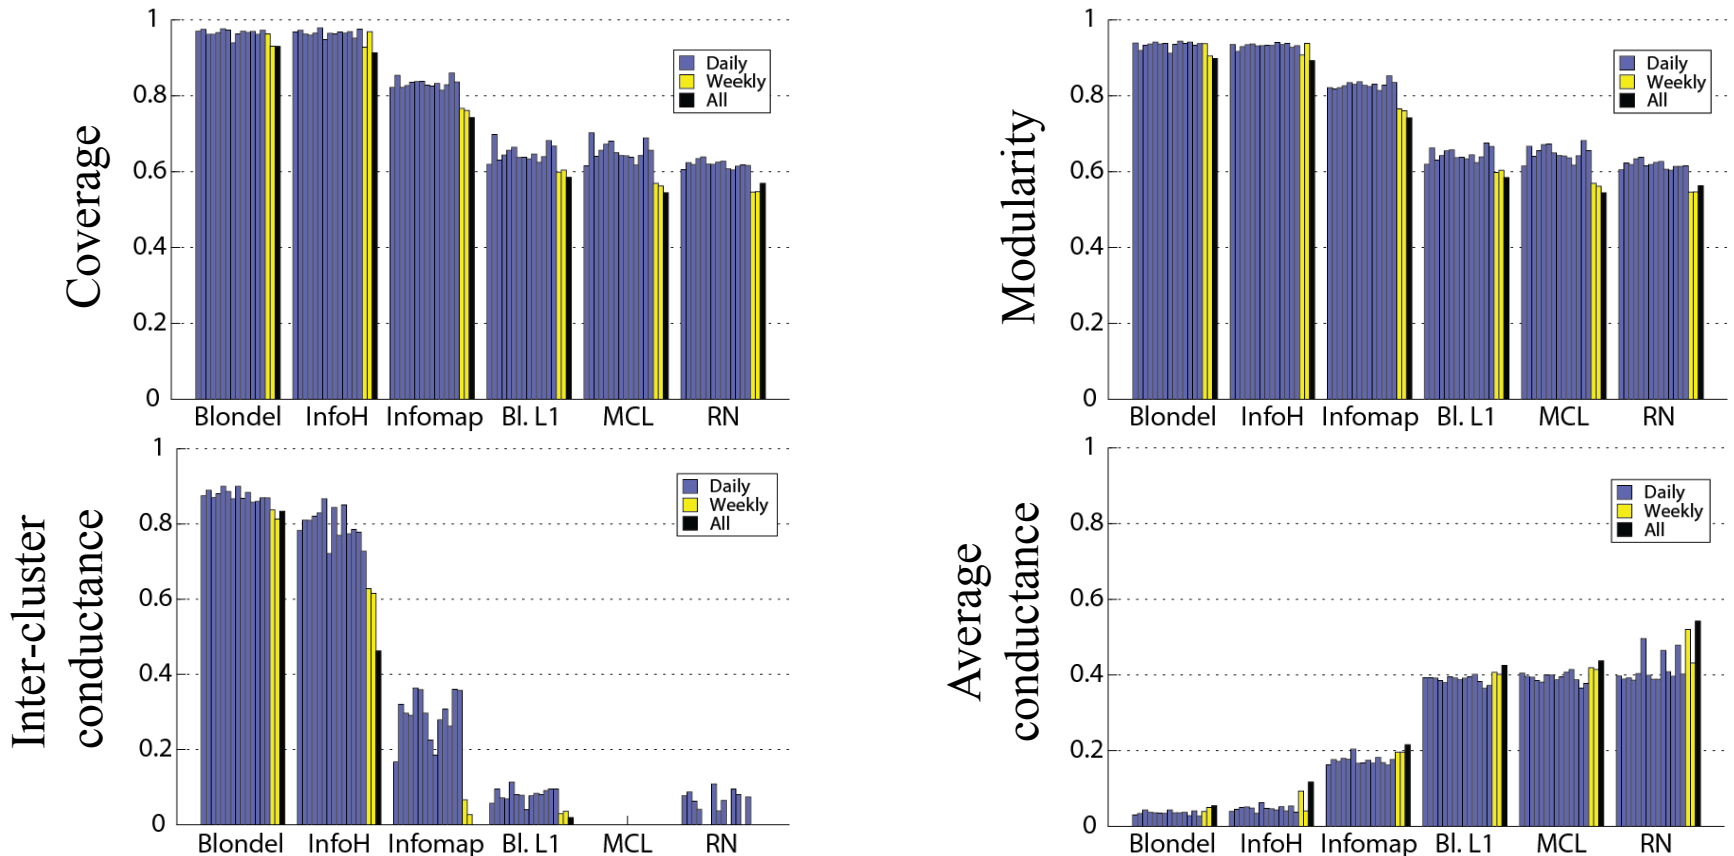 Coverage
1
0.8
0.6
0.4
0.2
0
Daily
Weekly
All
Blondel InfoH Infomap Bl. L1 MCL RN
Modularity
1
0.8
0.6
0.4
0.2
0
Daily
Weekly
All
Blondel InfoH Infomap Bl. L1 MCL RN
Inter-cluster
conductance
1
0.8
0.6
0.4
0.2
0
Daily
Weekly
All
Blondel InfoH Infomap Bl. L1 MCL RN
Average
conductance
1
0.8
0.6
0.4
0.2
0
Daily
Weekly
All
Blondel InfoH Infomap Bl. L1 MCL RN